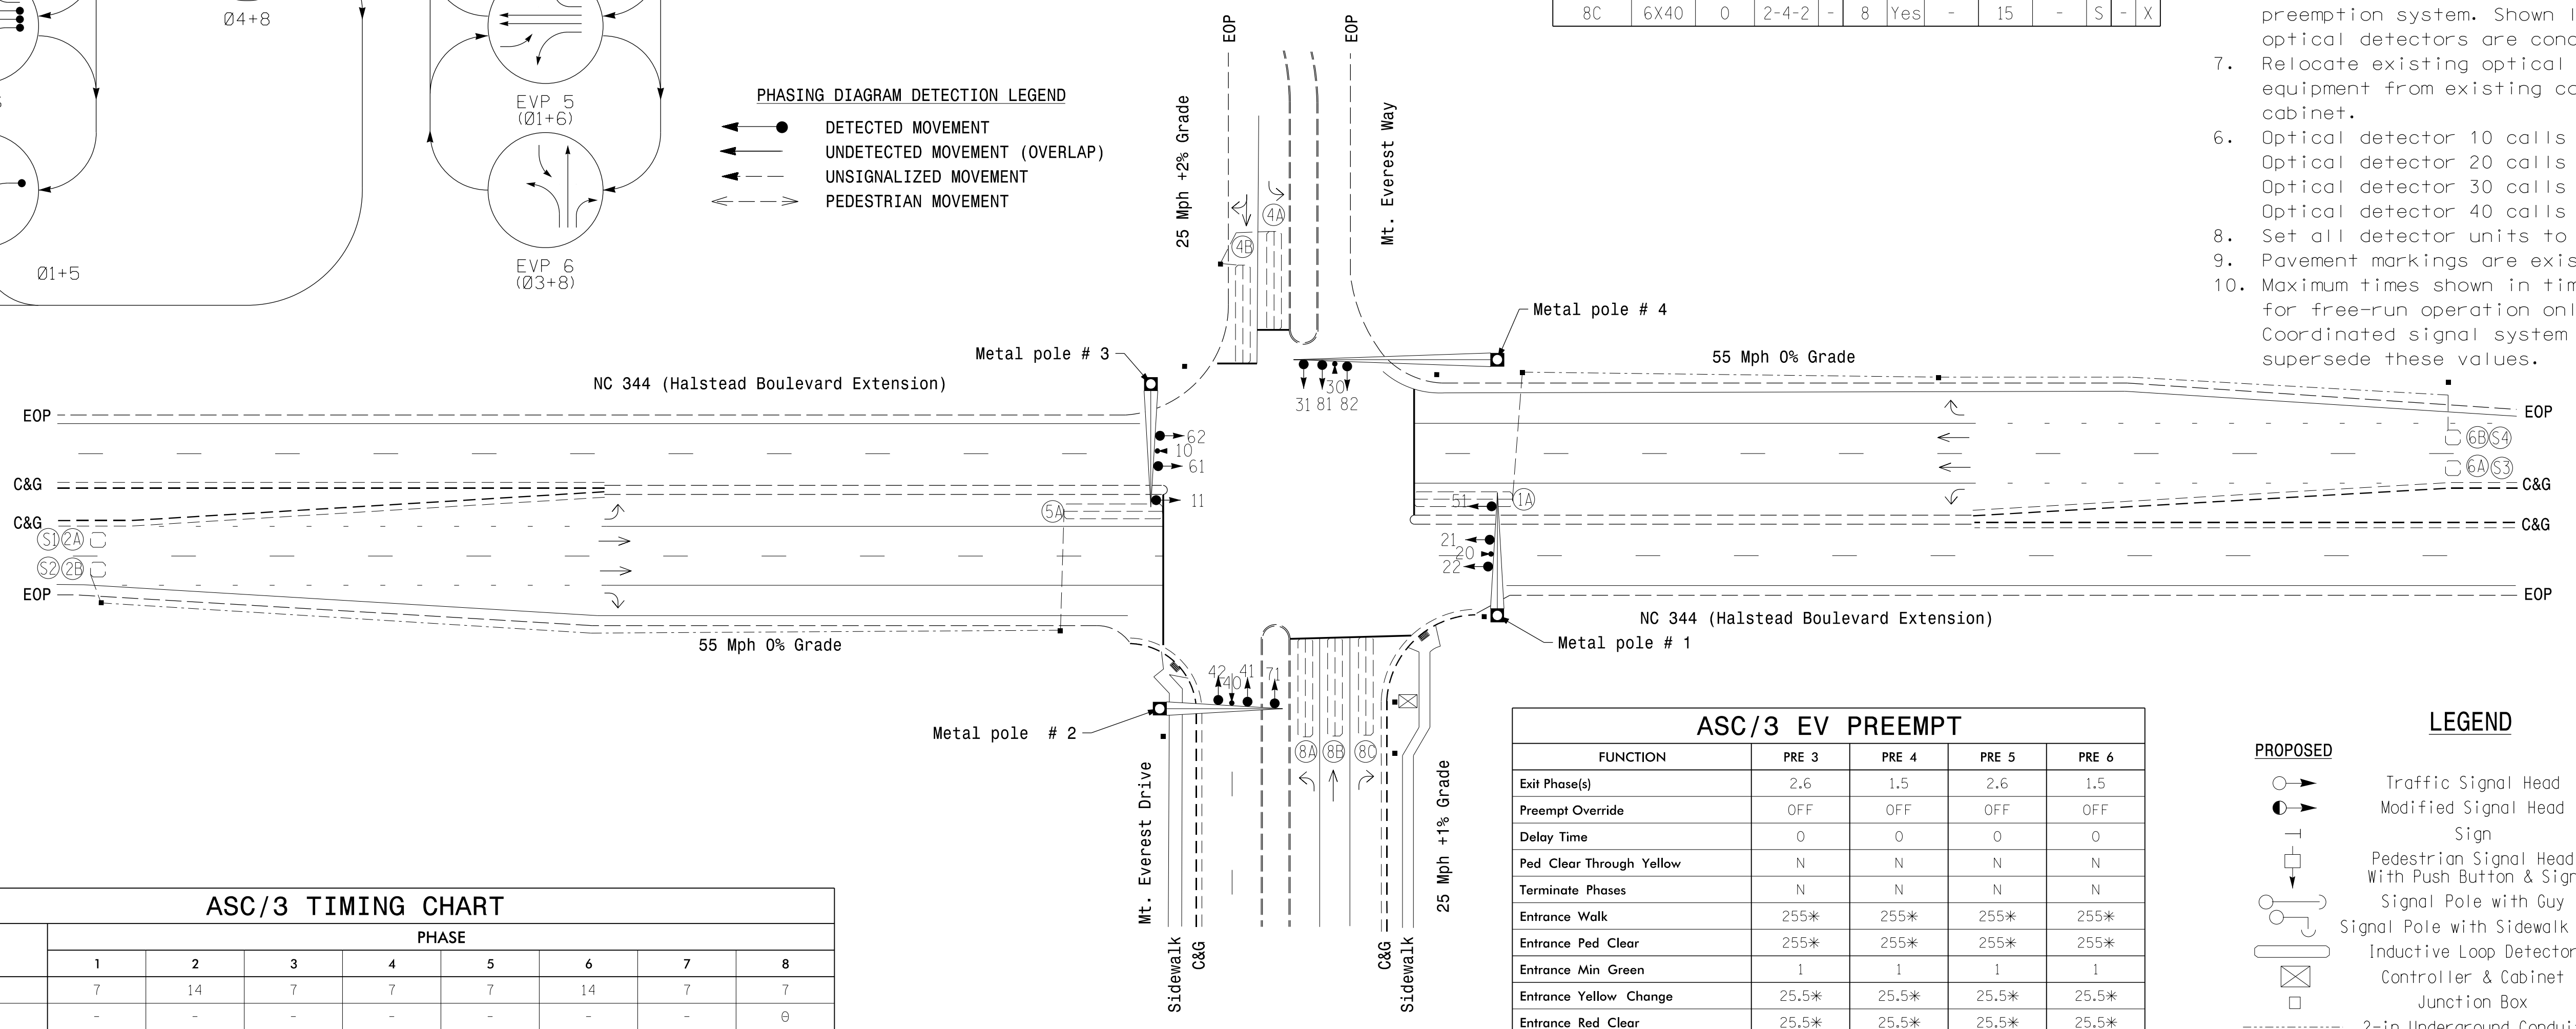 Ø4+8
EVP 5
(Ø1+6)
EVP 6
(Ø3+8)
Ø1+5
PHASING DIAGRAM DETECTION LEGEND
DETECTED MOVEMENT
UNDETECTED MOVEMENT (OVERLAP)
UNSIGNALIZED MOVEMENT
PEDESTRIAN MOVEMENT
8C 6X40 0 2-4-2 - 8 Yes - 15 - S - X
preemption system. Shown
optical detectors are
7. Relocate existing optical
equipment from existing
cabinet.
6. Optical detector 10 calls
Optical detector 20 calls
Optical detector 30 calls
Optical detector 40 calls
8. Set all detector units to
9. Pavement markings are
10. Maximum times shown in
for free-run operation
Coordinated signal system
supersede these values.
EOP
EOP
25 Mph +2% Grade
Mt. Everest Way
4A
4B
Metal pole # 4
Metal pole # 3
NC 344 (Halstead Boulevard Extension)
55 Mph 0% Grade
30
31 81 82
EOP
EOP
62
10
61
11
6B S4
6A S3
C&G
C&G
C&G
C&G
5A
51
1A
S1 2A
S2 2B
21
20
22
EOP
EOP
NC 344 (Halstead Boulevard Extension)
55 Mph 0% Grade
Metal pole # 1
42 40 41 71
Metal pole # 2
8A 8B 8C
Mt. Everest Drive
25 Mph +1% Grade
Sidewalk
C&G
C&G
Sidewalk
ASC/3 EV PREEMPT
FUNCTION PRE 3 PRE 4 PRE 5 PRE 6
Exit Phase(s) 2.6 1.5 2.6 1.5
Preempt Override OFF OFF OFF OFF
Delay Time 0 0 0 0
Ped Clear Through Yellow N N N N
Terminate Phases N N N N
Entrance Walk 255* 255* 255* 255*
Entrance Ped Clear 255* 255* 255* 255*
Entrance Min Green 1 1 1 1
Entrance Yellow Change 25.5* 25.5* 25.5* 25.5*
Entrance Red Clear 25.5* 25.5* 25.5* 25.5*
LEGEND
PROPOSED
Traffic Signal Head
Modified Signal Head
Sign
Pedestrian Signal Head
With Push Button & Sign
Signal Pole with Guy
Signal Pole with Sidewalk
Inductive Loop Detector
Controller & Cabinet
Junction Box
2-in Underground Conduit
ASC/3 TIMING CHART
PHASE
1 2 3 4 5 6 7 8
7 14 7 7 7 14 7 7
- - - - - - -